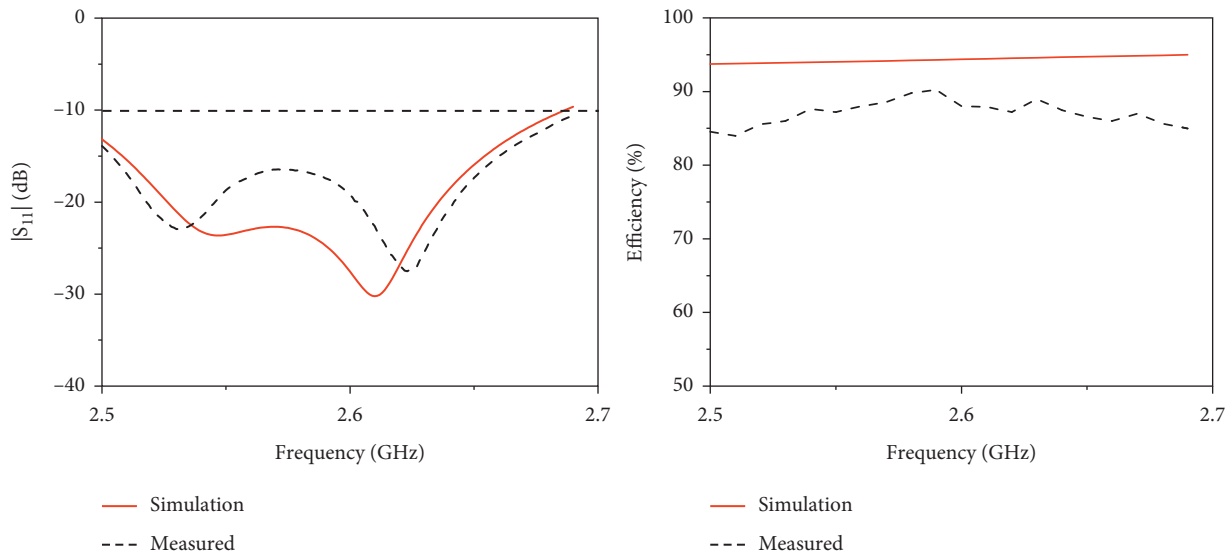 0
−10
−20
−30
−40
|S11| (dB)
2.5
2.6
2.7
Frequency (GHz)
Simulation
Measured
100
90
80
70
60
50
Efficiency (%)
2.5
2.6
2.7
Frequency (GHz)
Simulation
Measured